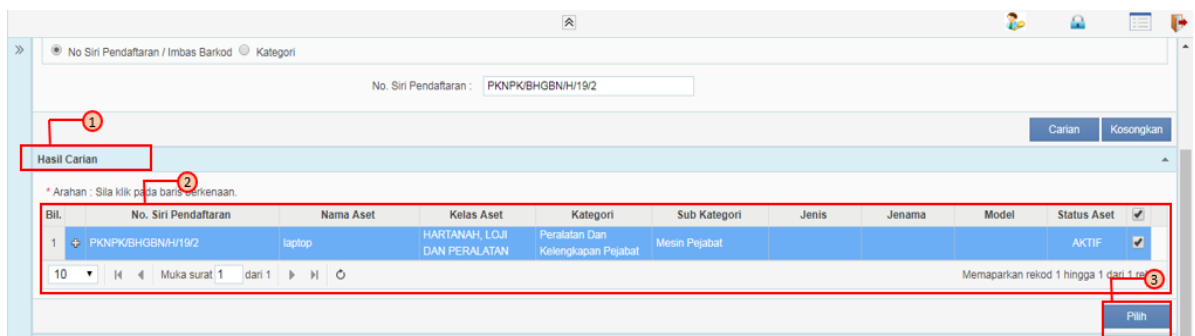 No Siri Pendaftaran / Imbas Barkod Kategori
No. Siri Pendaftaran : PKNPK/BHGBN/H/19/2
1
Carian Kosongkan
Hasil Carian
2
* Arahan : Sila klik pada baris berkenaan.
Bil. No. Siri Pendaftaran Nama Aset Kelas Aset Kategori Sub Kategori Jenis Jenama Model Status Aset
1 PKNPK/BHGBN/H/19/2 laptop HARTANAH, LOJI DAN PERALATAN Peralatan Dan Kelengkapan Pejabat Mesin Pejabat AKTIF
10 Muka surat 1 dari 1 Memaparkan rekod 1 hingga 1 dari 1
3
Pilih